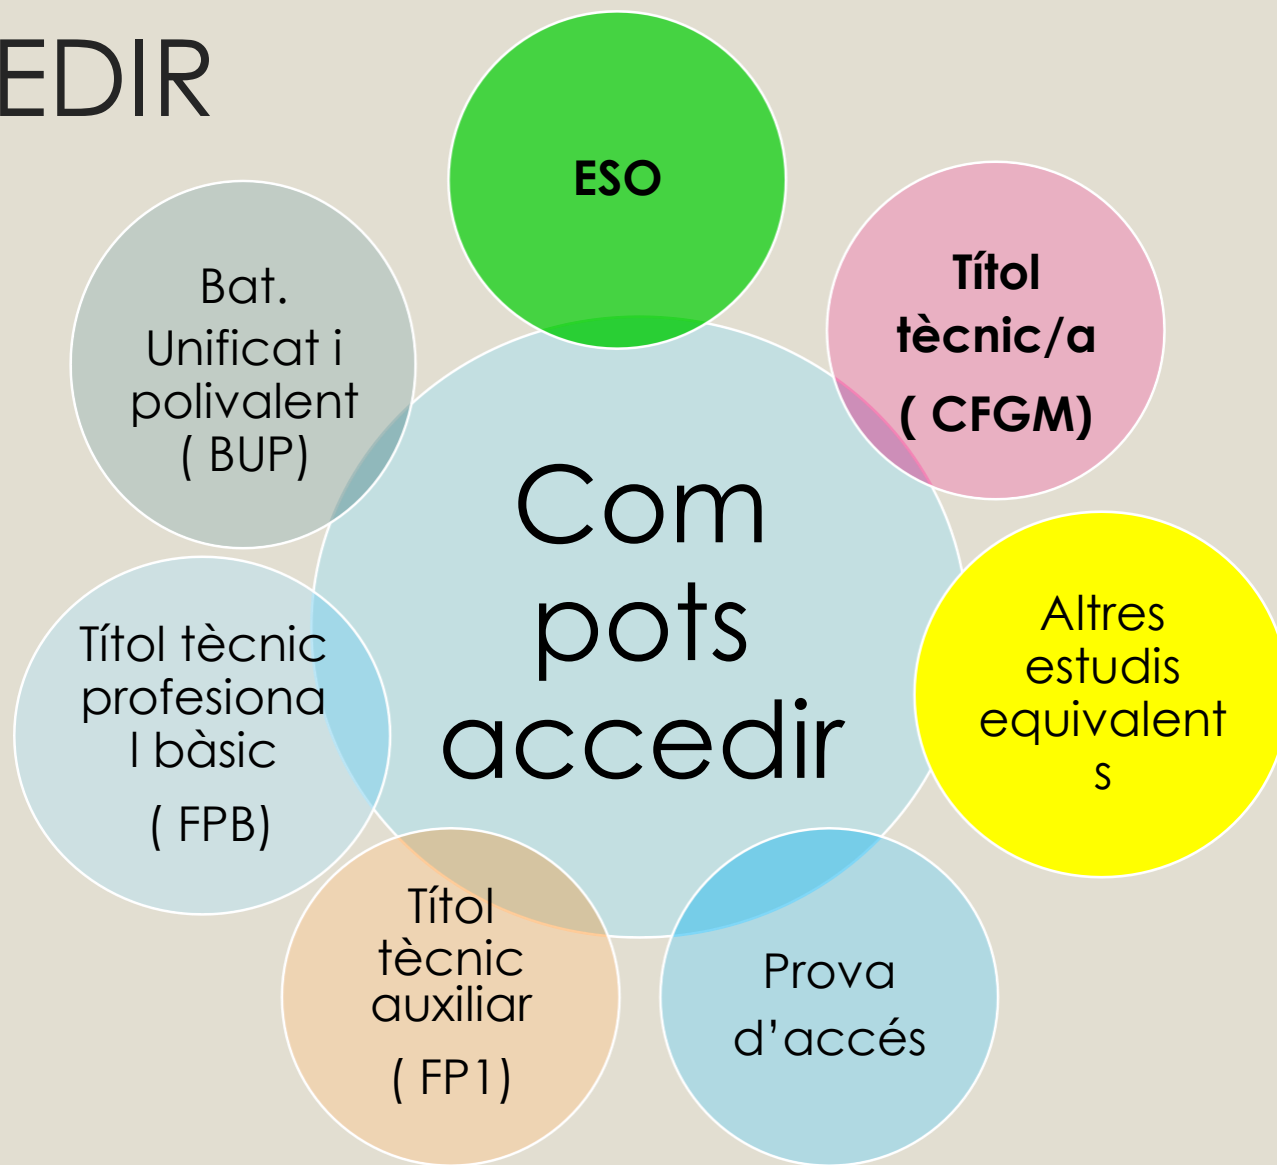 EDIR
ESO
Títol
tècnic/a
( CFGM)
Altres
estudis
equivalent
s
Prova
d’accés
Títol
tècnic
auxiliar
( FP1)
Títol tècnic
profesiona
l bàsic
( FPB)
Bat.
Unificat i
polivalent
( BUP)
Com
pots
accedir